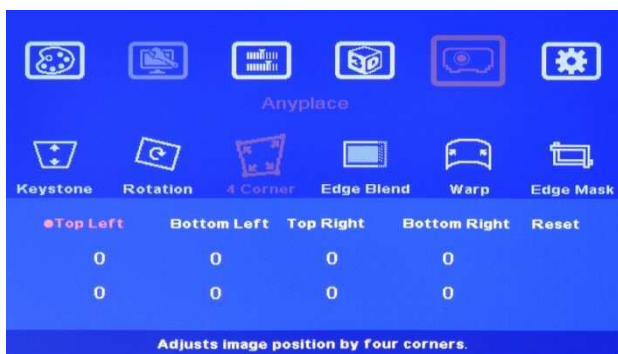 3D
Anyplace
Keystone Rotation 4 Corner Edge Blend Warp Edge Mask
Top Left Bottom Left Top Right Bottom Right Reset
0 0 0 0
0 0 0 0
Adjusts image position by four corners.